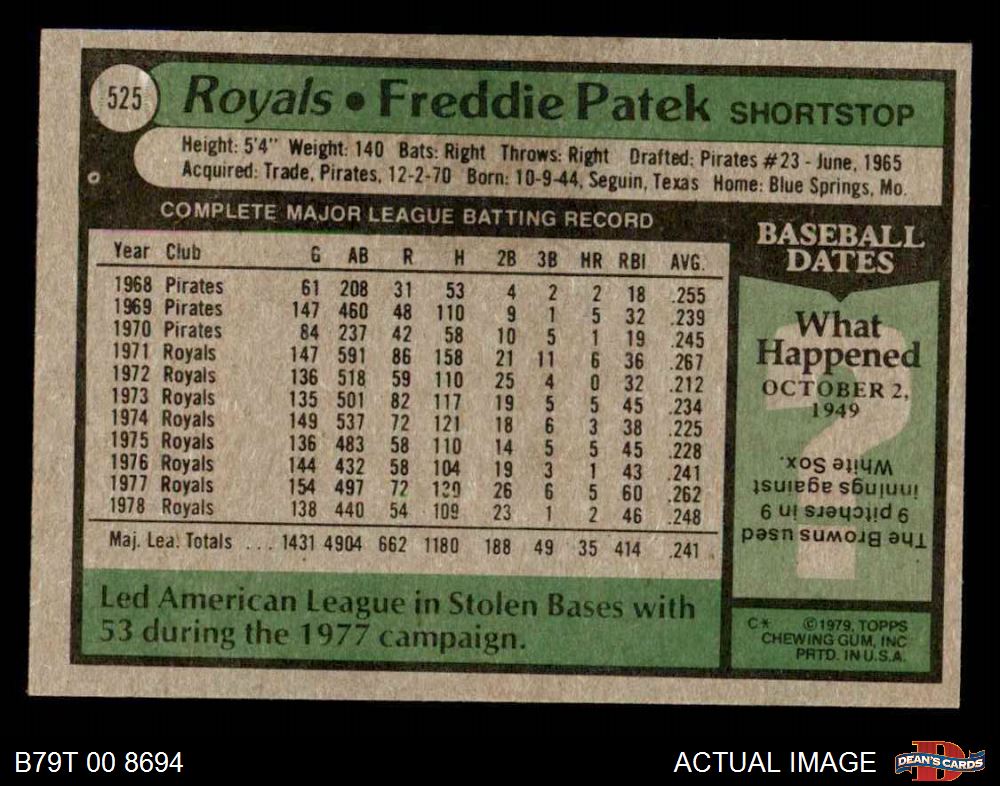 525
Royals • Freddie Patek SHORTSTOP
Height: 5'4" Weight: 140 Bats: Right Throws: Right Drafted: Pirates #23 - June, 1965
Acquired: Trade, Pirates, 12-2-70 Born: 10-9-44, Seguin, Texas Home: Blue Springs, Mo.
COMPLETE MAJOR LEAGUE BATTING RECORD
Year Club G AB R H 2B 3B HR RBI AVG.
1968 Pirates 61 208 31 53 4 2 2 18 .255
1969 Pirates 147 460 48 110 9 1 5 32 .239
1970 Pirates 84 237 42 58 10 5 1 19 .245
1971 Royals 147 591 86 158 21 11 6 36 .267
1972 Royals 136 518 59 110 25 4 0 32 .212
1973 Royals 135 501 82 117 19 5 5 45 .234
1974 Royals 149 537 72 121 18 6 3 38 .225
1975 Royals 136 483 58 110 14 5 5 45 .228
1976 Royals 144 432 58 104 19 3 1 43 .241
1977 Royals 154 497 72 130 26 6 5 60 .262
1978 Royals 138 440 54 109 23 1 2 46 .248
Maj. Lea. Totals ... 1431 4904 662 1180 188 49 35 414 .241
Led American League in Stolen Bases with
53 during the 1977 campaign.
BASEBALL
DATES
What
Happened
OCTOBER 2,
1949
The Browns used
9 pitchers in 9
innings against
White Sox.
C* ©1979, TOPPS
CHEWING GUM, INC
PRTD. IN U.S.A.
B79T 00 8694
ACTUAL IMAGE
DEAN'S CARDS